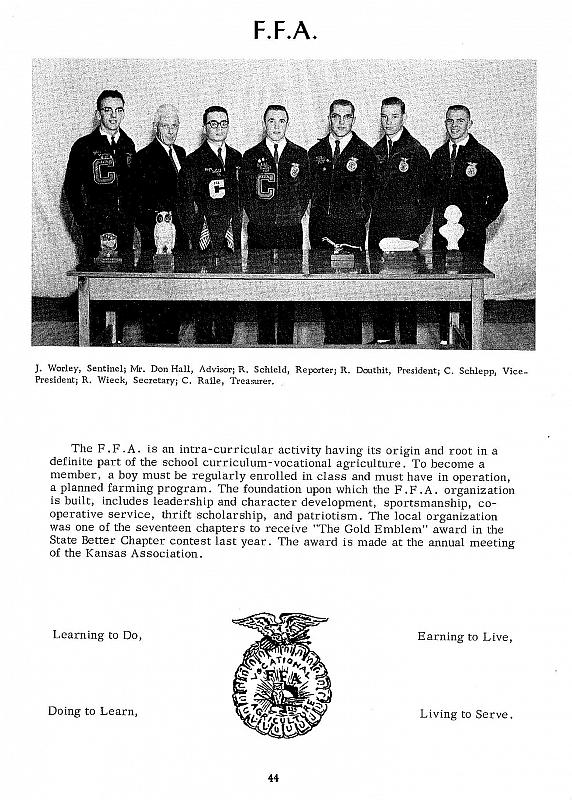 F.F.A.
C
C
C
J. Worley, Sentinel; Mr. Don Hall, Advisor; R. Schield, Reporter; R. Douthit, President; C. Schlepp, Vice-
President; R. Wieck, Secretary; C. Raile, Treasurer.
The F.F.A. is an intra-curricular activity having its origin and root in a
definite part of the school curriculum-vocational agriculture. To become a
member, a boy must be regularly enrolled in class and must have in operation,
a planned farming program. The foundation upon which the F.F.A. organization
is built, includes leadership and character development, sportsmanship, co-
operative service, thrift scholarship, and patriotism. The local organization
was one of the seventeen chapters to receive "The Gold Emblem" award in the
State Better Chapter contest last year. The award is made at the annual meeting
of the Kansas Association.
Learning to Do,
Earning to Live,
VOCATIONAL
FFA
AGRICULTURE
Doing to Learn,
Living to Serve.
44